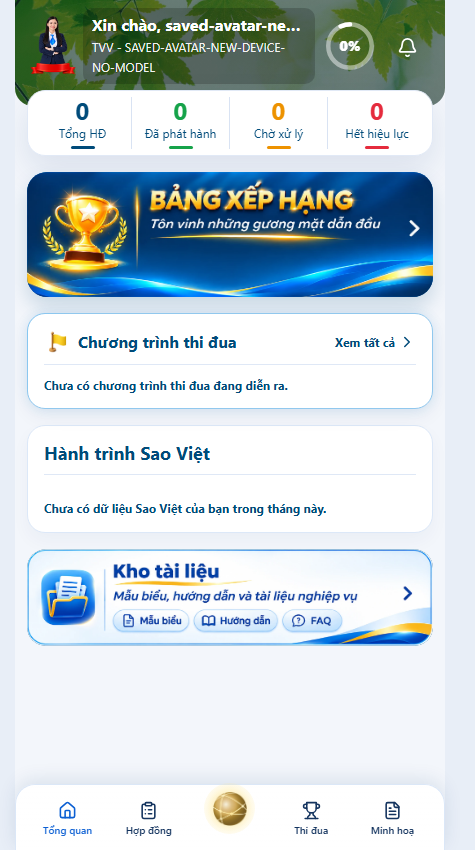 Xin chào, saved-avatar-ne...
TVV - SAVED-AVATAR-NEW-DEVICE-
NO-MODEL
0%
0
Tổng HĐ
0
Đã phát hành
0
Chờ xử lý
0
Hết hiệu lực
BẢNG XẾP HẠNG
Tôn vinh những gương mặt dẫn đầu
Chương trình thi đua
Xem tất cả
Chưa có chương trình thi đua đang diễn ra.
Hành trình Sao Việt
Chưa có dữ liệu Sao Việt của bạn trong tháng này.
Kho tài liệu
Mẫu biểu, hướng dẫn và tài liệu nghiệp vụ
Mẫu biểu
Hướng dẫn
FAQ
Tổng quan
Hợp đồng
Thi đua
Minh hoạ